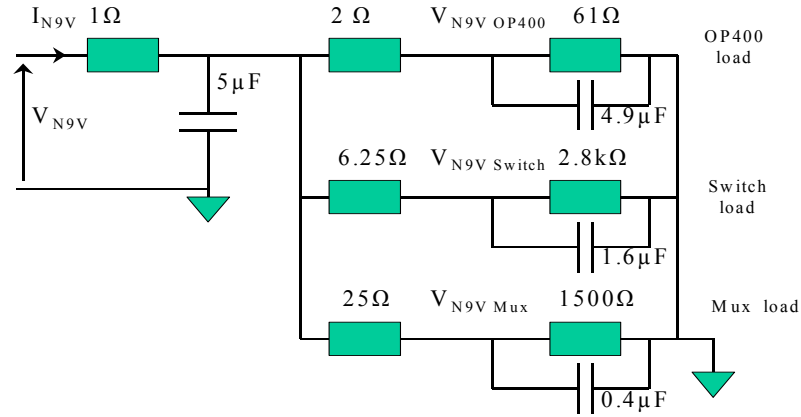 I N9V 1Ω 2 Ω V N9V OP400 61Ω OP400
load
5µF
V N9V
4.9µF
6.25Ω V N9V Switch 2.8kΩ Switch
load
1.6µF
25Ω V N9V Mux 1500Ω Mux load
0.4µF